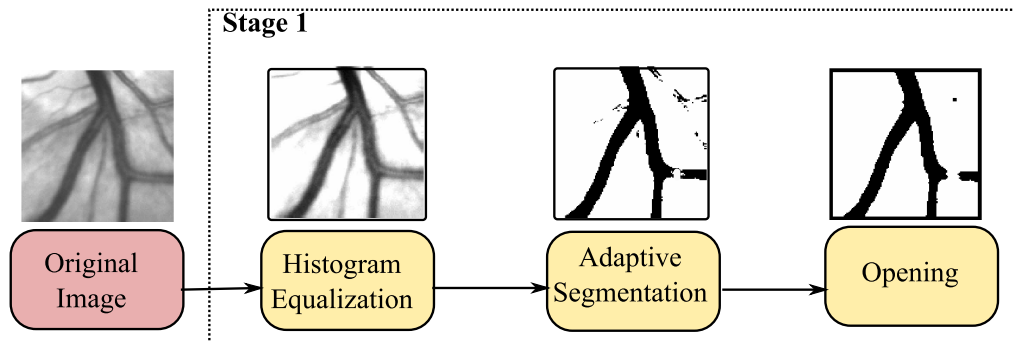 Stage 1
Original
Image
Histogram
Equalization
Adaptive
Segmentation
Opening